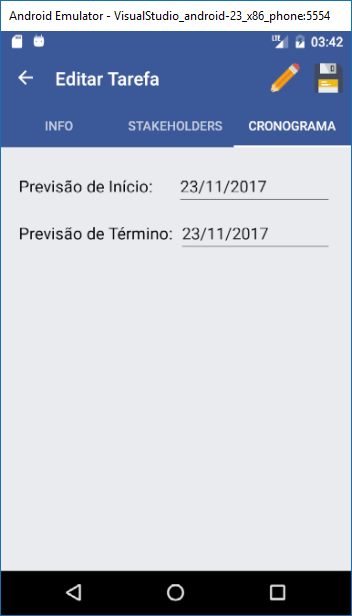 Android Emulator - VisualStudio_android-23_x86_phone:5554
LTE 03:42
Editar Tarefa
INFO STAKEHOLDERS CRONOGRAMA
Previsão de Início: 23/11/2017
Previsão de Término: 23/11/2017